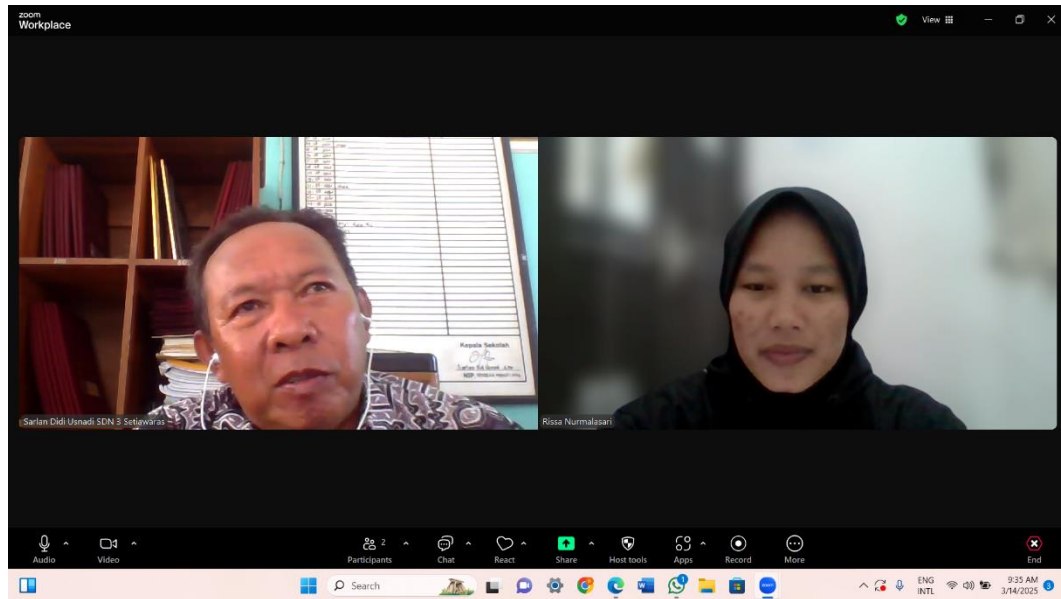 zoom
Workplace
View
Kepala Sekolah
Sarlan Didi Usnadi SDN 3 Setiawaras
Rissa Nurmalasari
Audio
Video
Participants
2
Chat
React
Share
Host tools
Apps
Record
More
End
Search
ENG
INTL
9:35 AM
3/14/2025